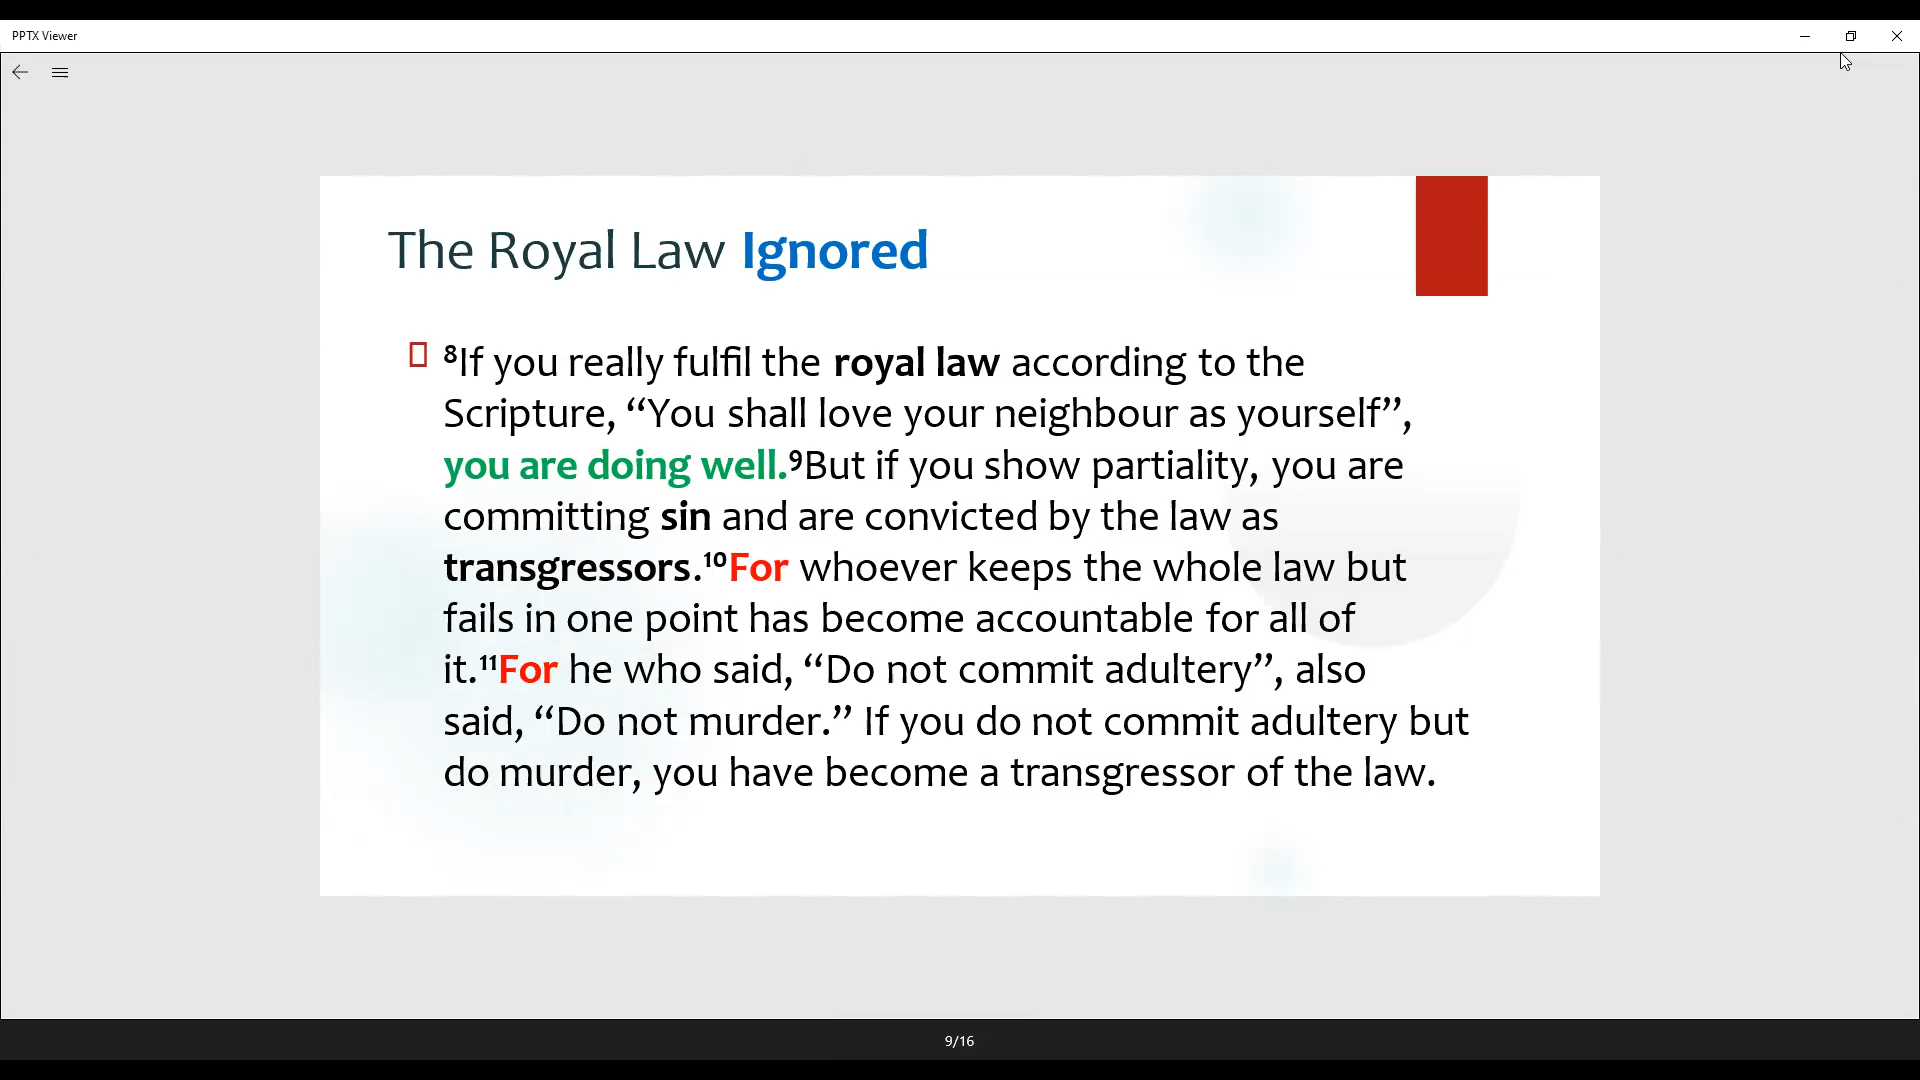 PPTX Viewer
The Royal Law Ignored
⁸If you really fulfil the royal law according to the
Scripture, “You shall love your neighbour as yourself”,
you are doing well.⁹But if you show partiality, you are
committing sin and are convicted by the law as
transgressors.¹⁰For whoever keeps the whole law but
fails in one point has become accountable for all of
it.¹¹For he who said, “Do not commit adultery”, also
said, “Do not murder.” If you do not commit adultery but
do murder, you have become a transgressor of the law.
9/16